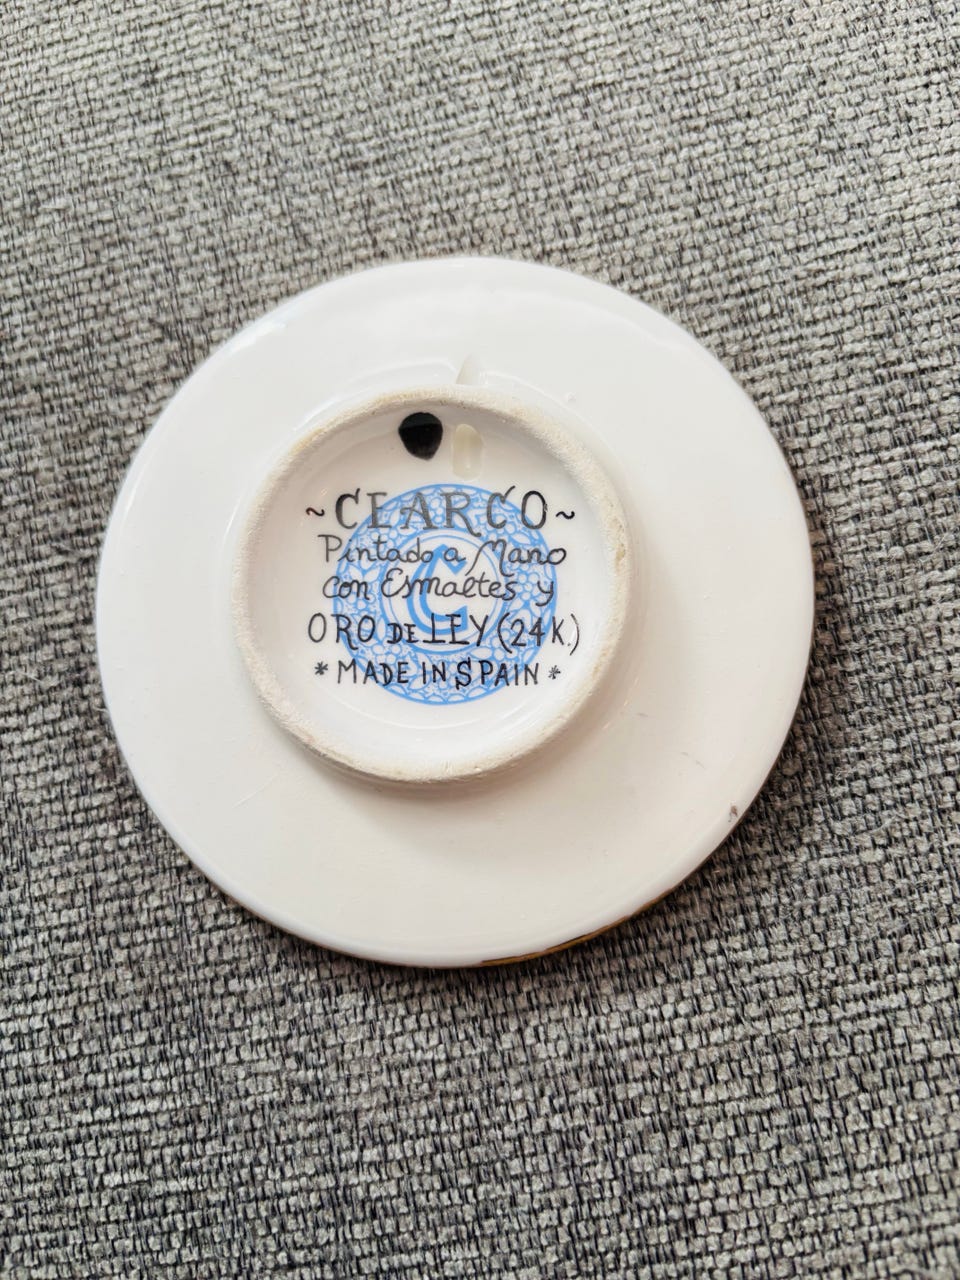 ~CEARCO~
Pintado a Mano
con Esmaltes y
ORO DE LEY (24K.)
* MADE IN SPAIN *
C